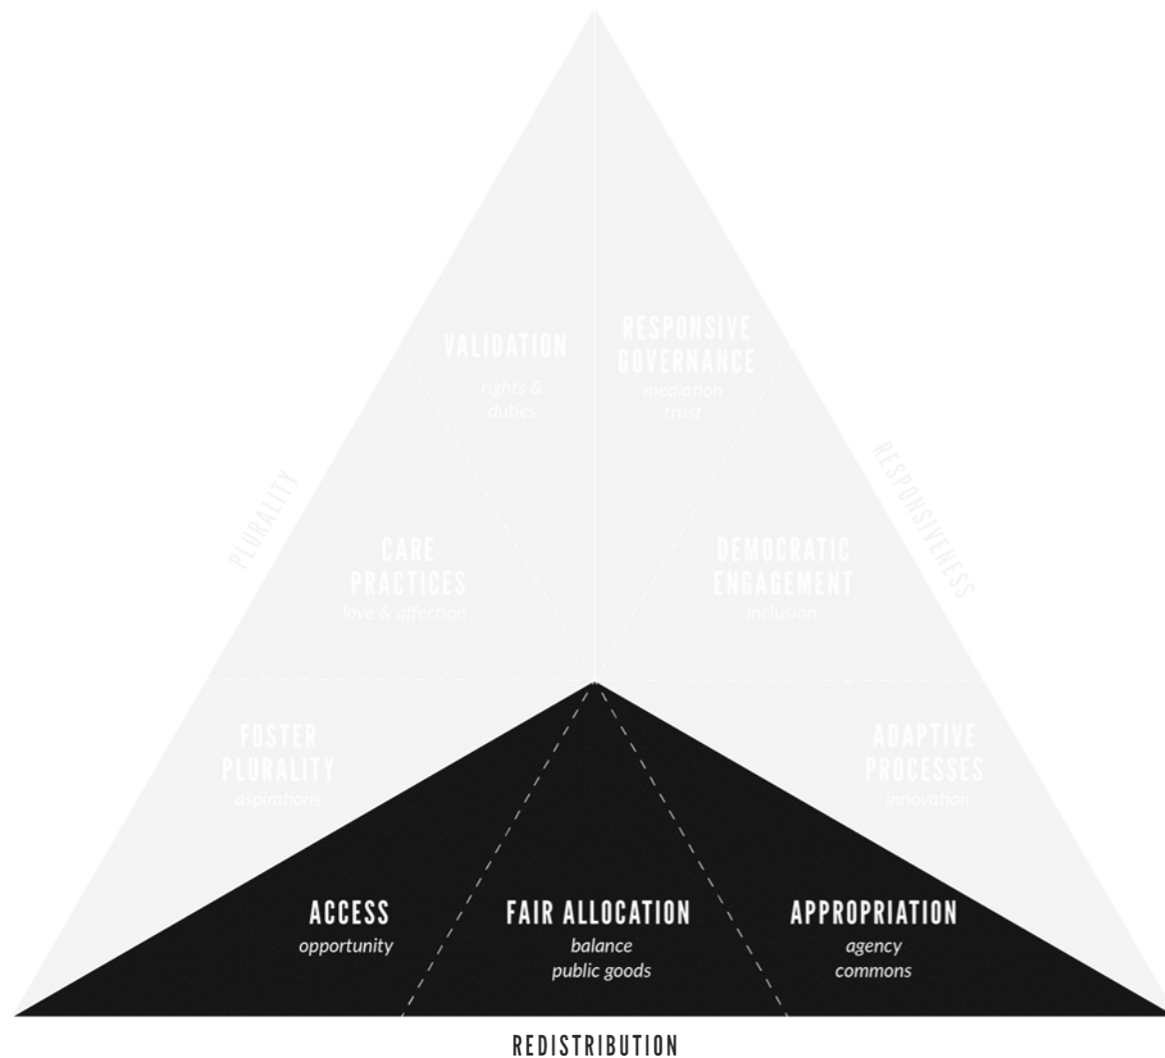 VALIDATION
rights &
duties
RESPONSIVE
GOVERNANCE
mediation
trust
PLURALITY
RESPONSIVENESS
CARE
PRACTICES
love & affection
DEMOCRATIC
ENGAGEMENT
inclusion
FOSTER
PLURALITY
aspirations
ADAPTIVE
PROCESSES
innovation
ACCESS
opportunity
FAIR ALLOCATION
balance
public goods
APPROPRIATION
agency
commons
REDISTRIBUTION